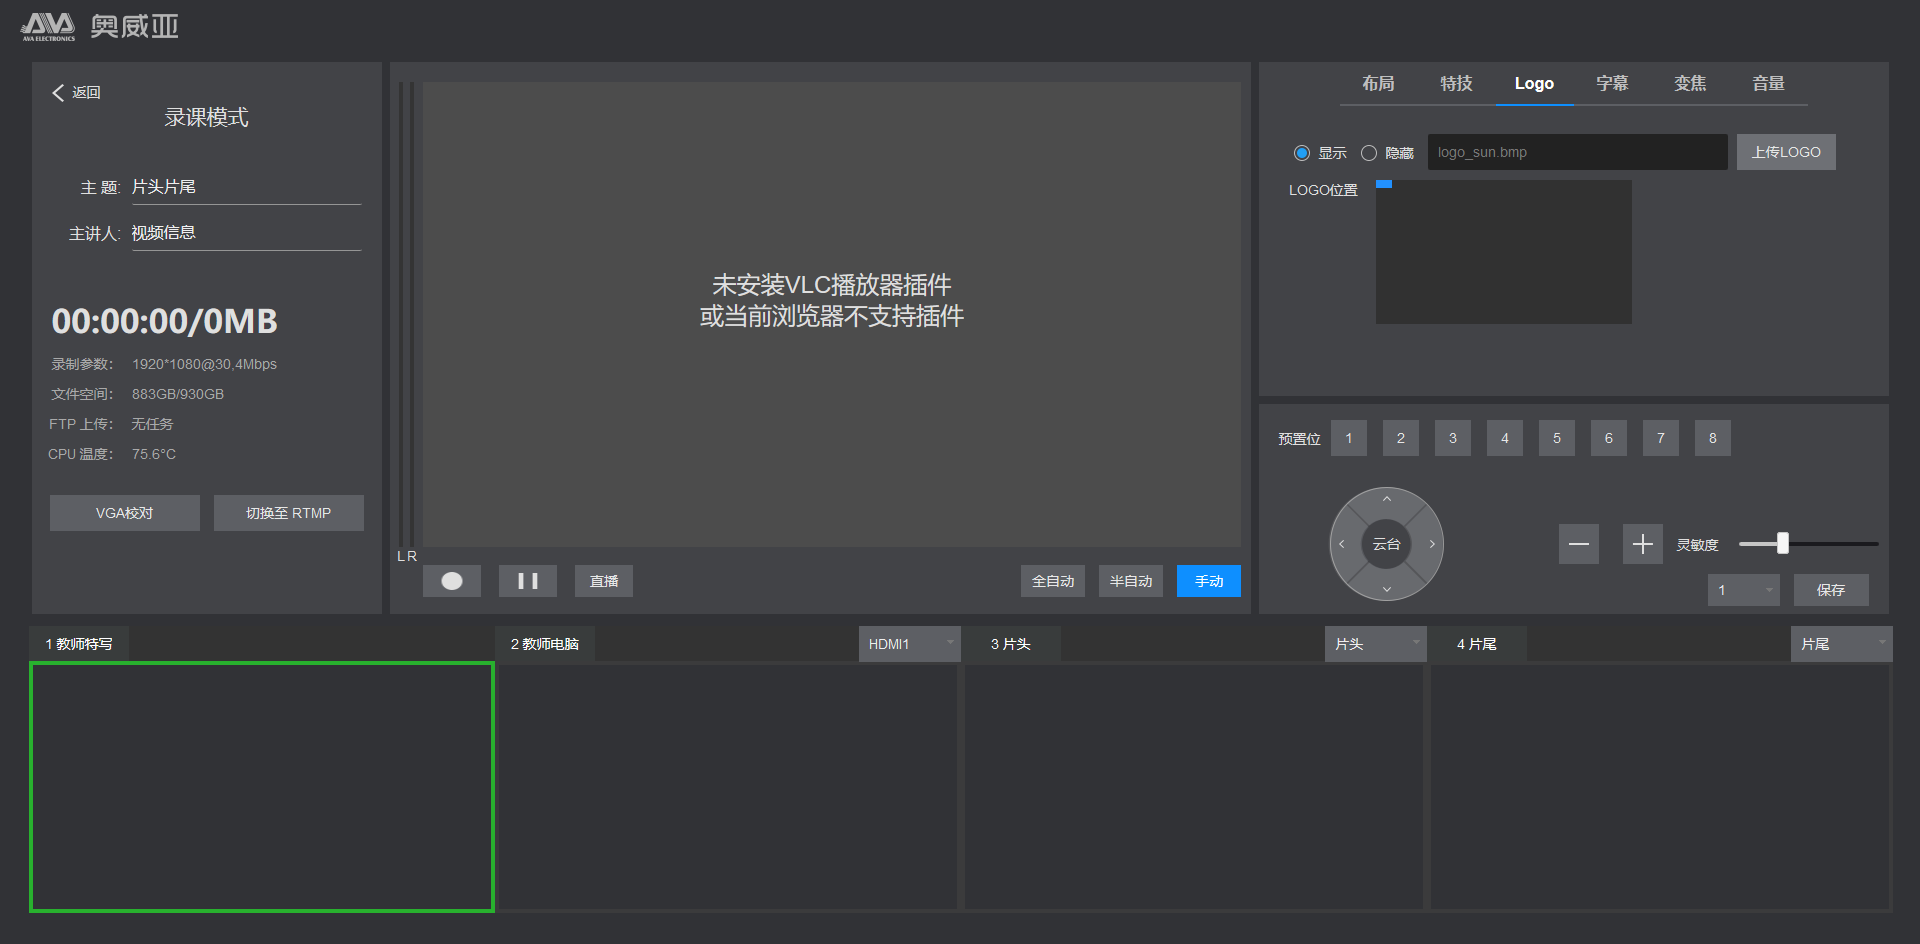 AVA ELECTRONICS 奥威亚
返回
录课模式
主 题: 片头片尾
主讲人: 视频信息
00:00:00/0MB
录制参数: 1920*1080@30,4Mbps
文件空间: 883GB/930GB
FTP 上传: 无任务
CPU 温度: 75.6°C
VGA校对 切换至 RTMP
未安装VLC播放器插件
或当前浏览器不支持插件
L R
直播 全自动 半自动 手动
布局 特技 Logo 字幕 变焦 音量
显示 隐藏 logo_sun.bmp 上传LOGO
LOGO位置
预置位 1 2 3 4 5 6 7 8
云台 灵敏度
1 保存
1 教师特写 2 教师电脑 HDMI1 3 片头 片头 4 片尾 片尾